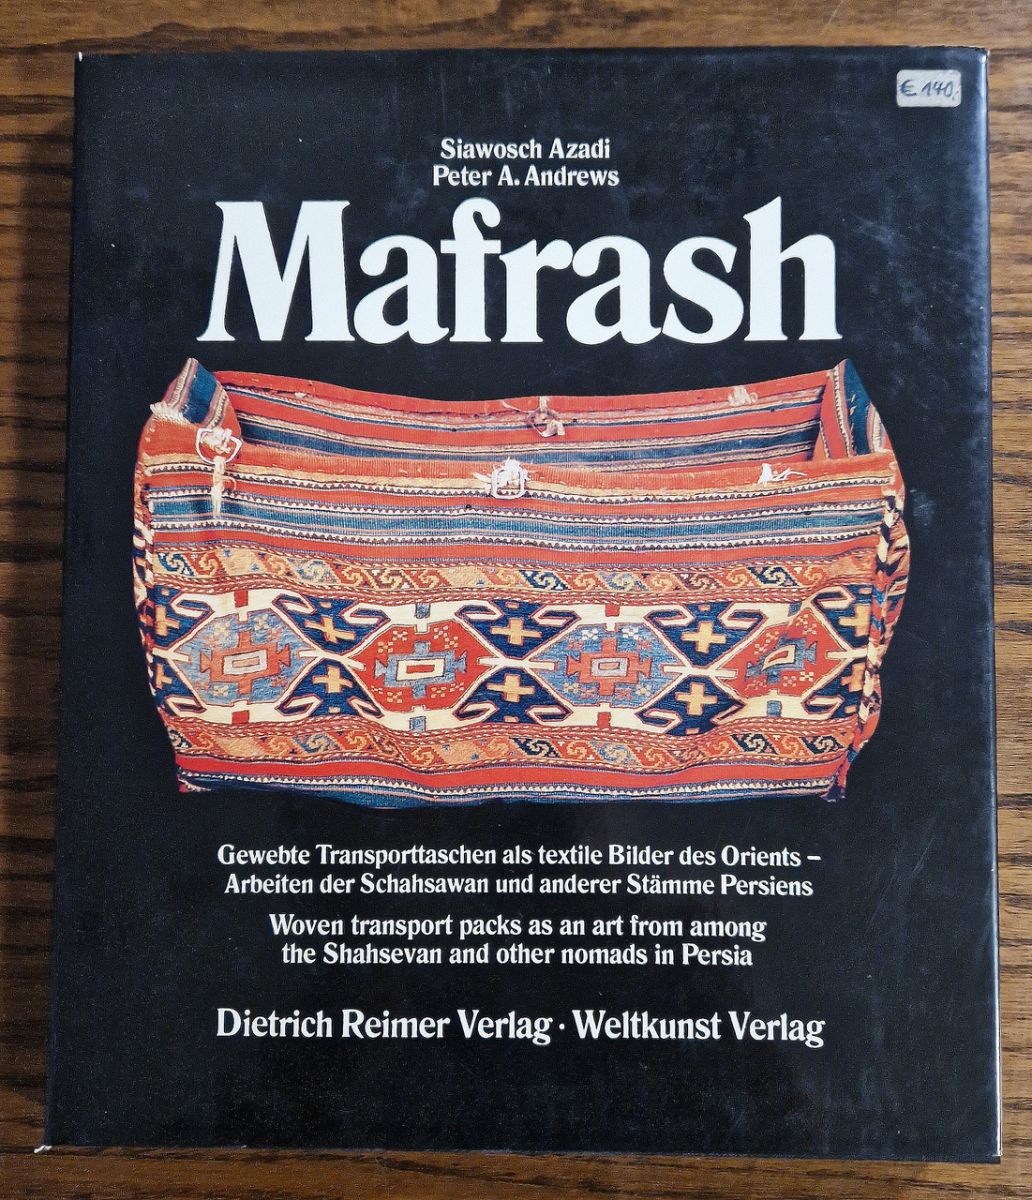 € 140,-
Siawosch Azadi
Peter A. Andrews
Mafrash
Gewebte Transporttaschen als textile Bilder des Orients –
Arbeiten der Schahsawan und anderer Stämme Persiens
Woven transport packs as an art from among
the Shahsevan and other nomads in Persia
Dietrich Reimer Verlag · Weltkunst Verlag